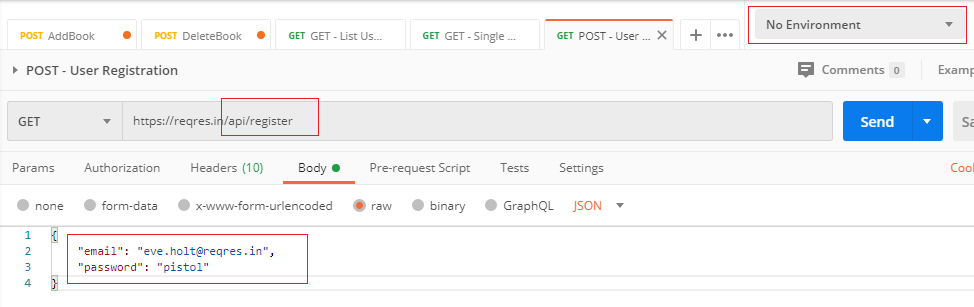 POST AddBook POST DeleteBook GET GET - List Us... GET GET - Single ... GET POST - User ... No Environment
POST - User Registration Comments 0 Examp
GET https://reqres.in/api/register Send Sa
Params Authorization Headers (10) Body Pre-request Script Tests Settings Cool
none form-data x-www-form-urlencoded raw binary GraphQL JSON
1 {
2 "email": "eve.holt@reqres.in",
3 "password": "pistol"
4 }